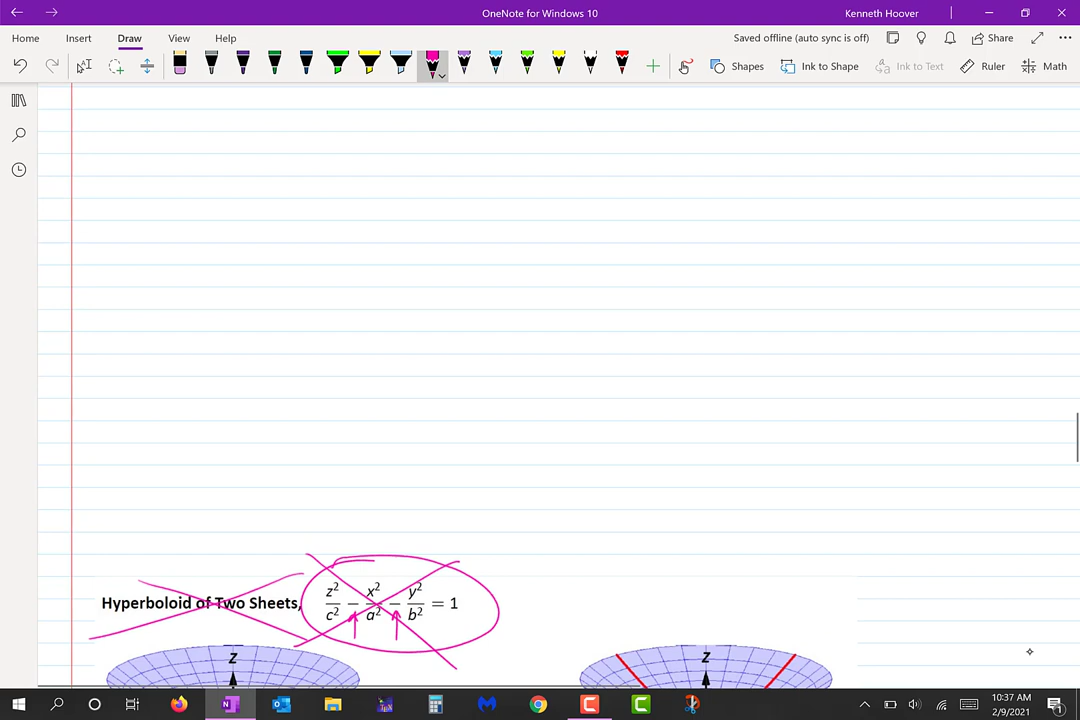 OneNote for Windows 10
Kenneth Hoover
Home Insert Draw View Help
Saved offline (auto sync is off)
Share
Shapes
Ink to Shape
Ink to Text
Ruler
Math
Hyperboloid of Two Sheets, z²/c² − x²/a² − y²/b² = 1
Z
Z
10:37 AM
2/9/2021